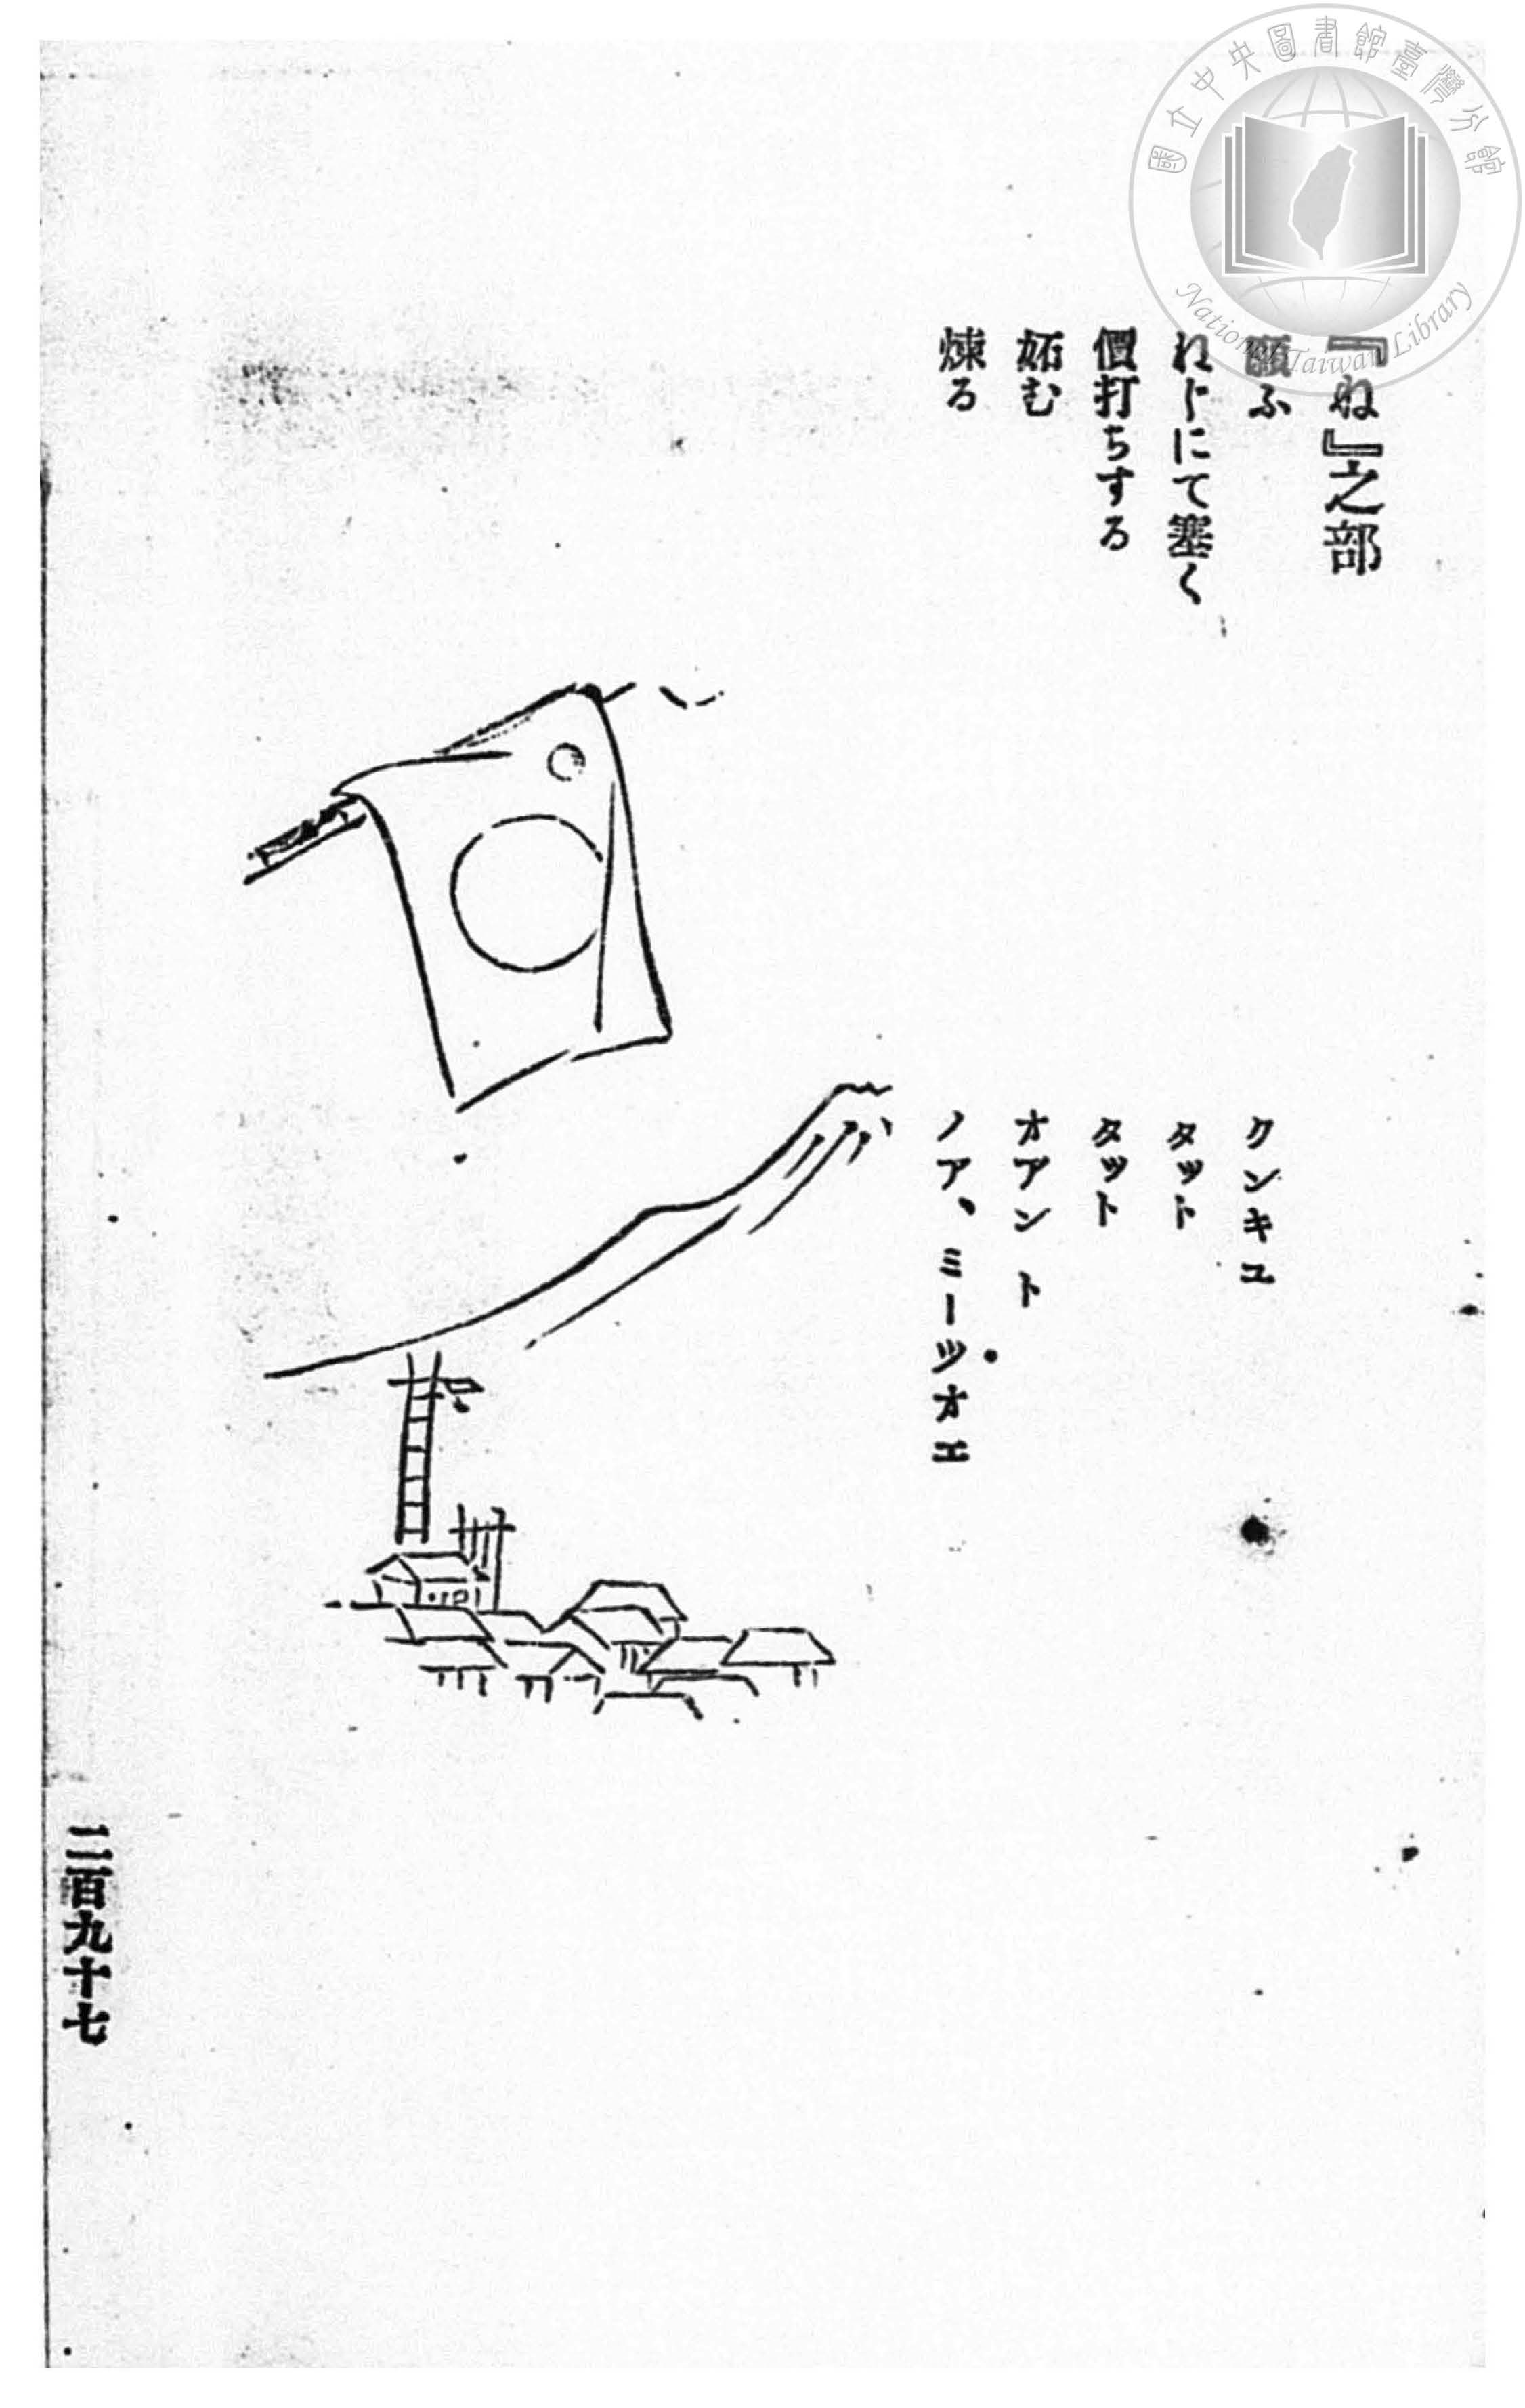 國立中央圖書館臺灣分館
National Taiwan Library
『ね』之部
願ふ　クンキユ
にて塞く　タツト
價打ちする　タツト
妬む　オアント
煉る　ノア、ミーツオエ
二百九十七